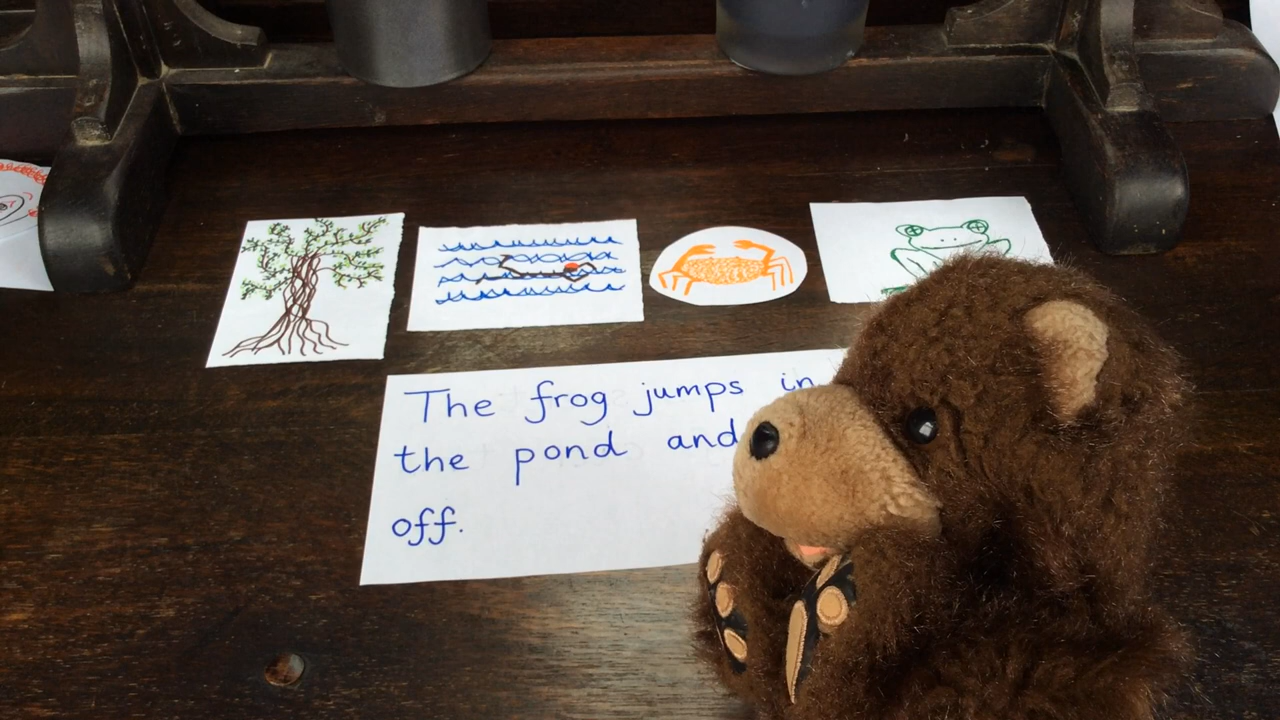 The frog jumps in
the pond and
off.